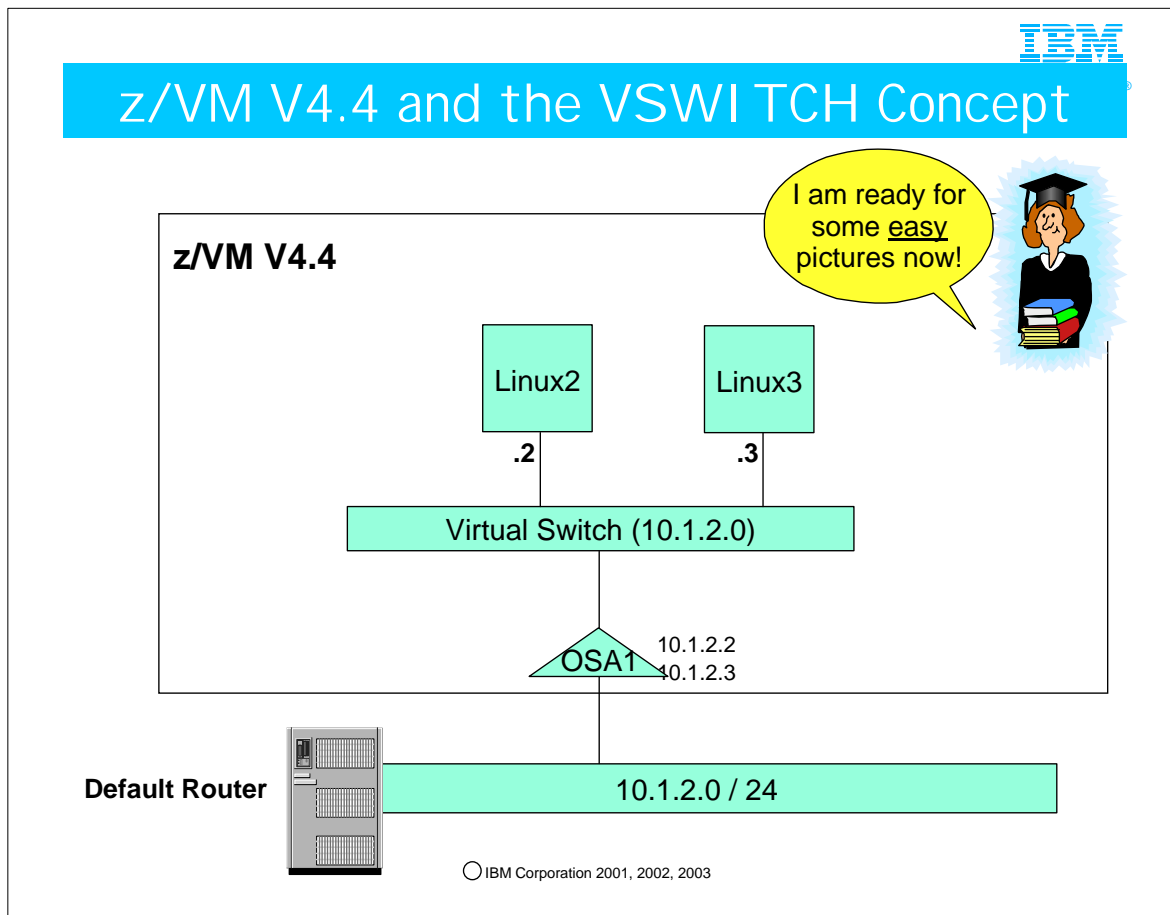 IBM
®
z/VM V4.4 and the VSWI TCH Concept
I am ready for
some easy
pictures now!
z/VM V4.4
Linux2
Linux3
.2
.3
Virtual Switch (10.1.2.0)
OSA1
10.1.2.2
10.1.2.3
Default Router
10.1.2.0 / 24
IBM Corporation 2001, 2002, 2003